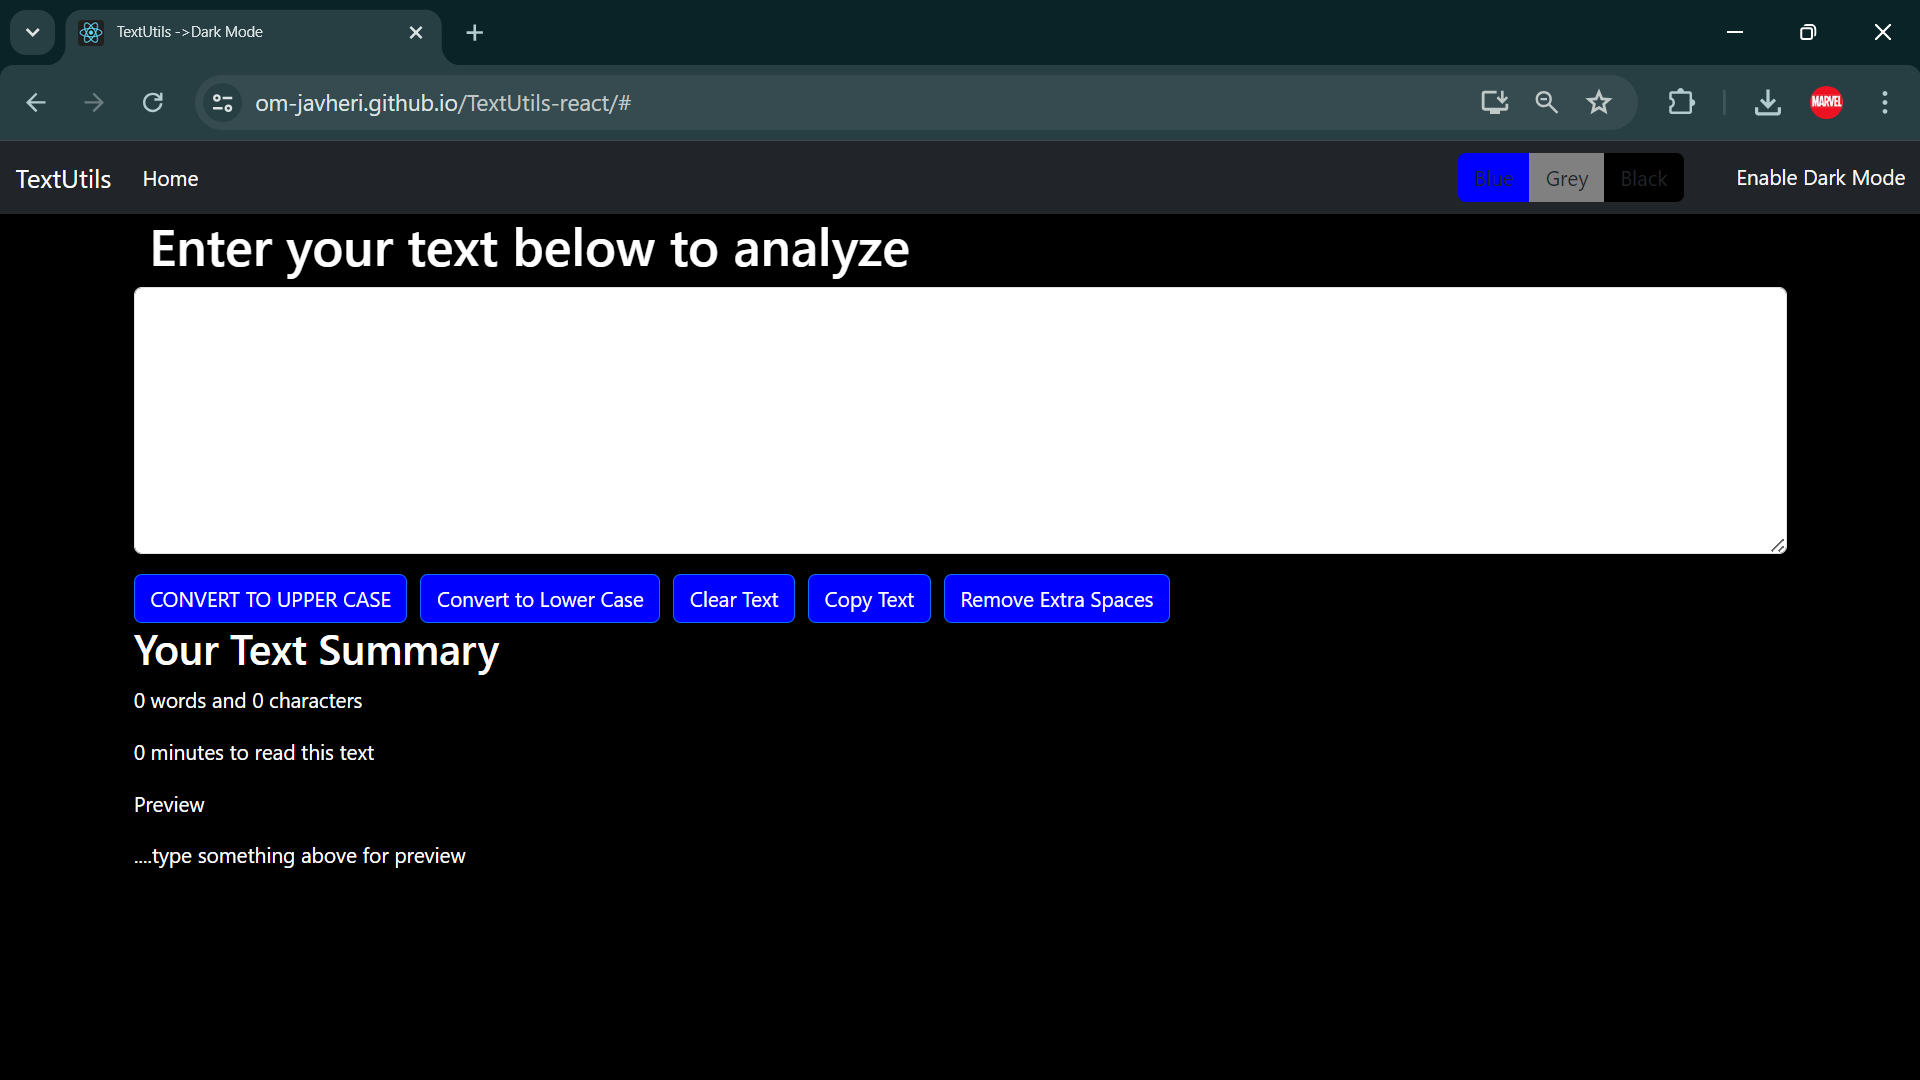 TextUtils ->Dark Mode
om-javheri.github.io/TextUtils-react/#
MARVEL
TextUtils Home Blue Grey Black Enable Dark Mode
Enter your text below to analyze
CONVERT TO UPPER CASE Convert to Lower Case Clear Text Copy Text Remove Extra Spaces
Your Text Summary
0 words and 0 characters
0 minutes to read this text
Preview
....type something above for preview